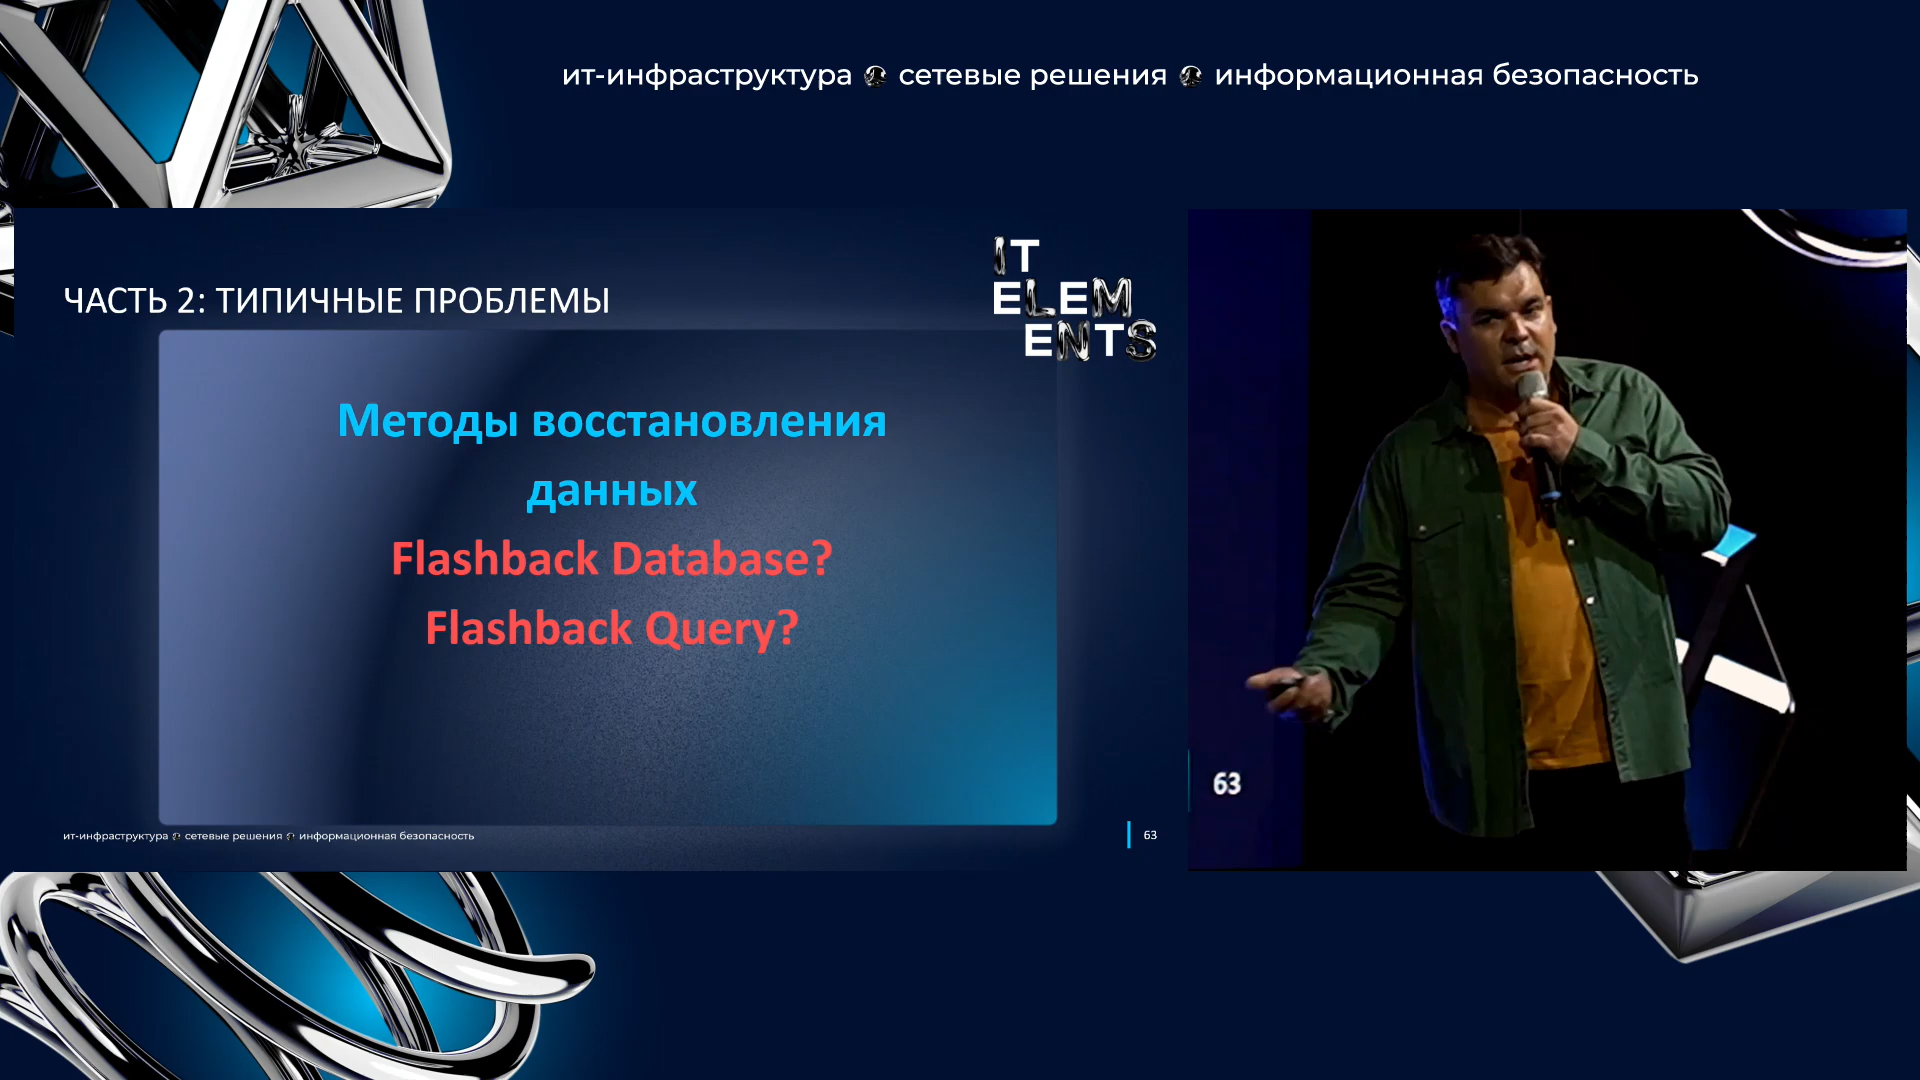 ит-инфраструктура сетевые решения информационная безопасность
IT
ELEM
ENTS
ЧАСТЬ 2: ТИПИЧНЫЕ ПРОБЛЕМЫ
Методы восстановления
данных
Flashback Database?
Flashback Query?
ит-инфраструктура сетевые решения информационная безопасность
63
63